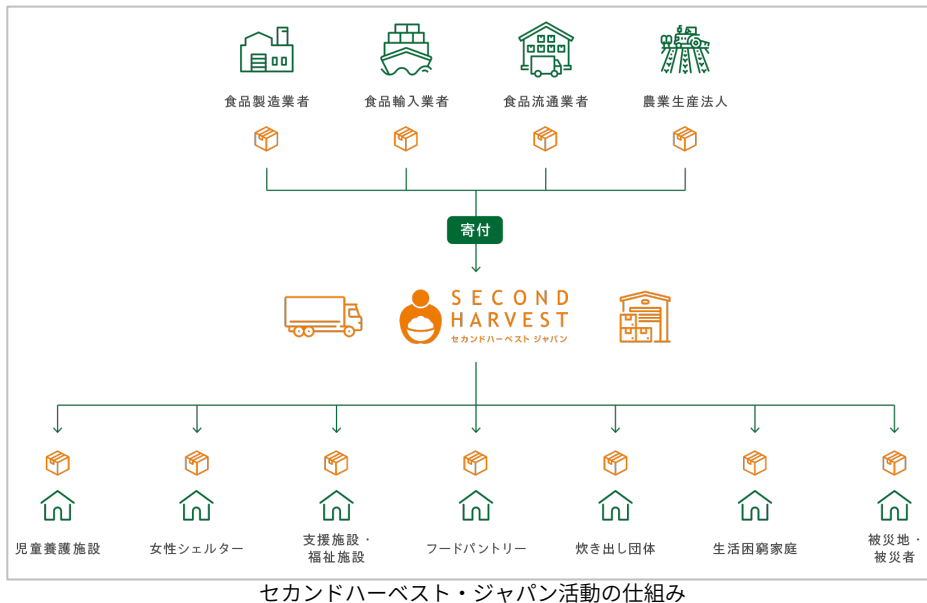 食品製造業者
食品輸入業者
食品流通業者
農業生産法人
寄付
SECOND
HARVEST
セカンドハーベスト ジャパン
児童養護施設
女性シェルター
支援施設・
福祉施設
フードパントリー
炊き出し団体
生活困窮家庭
被災地・
被災者
セカンドハーベスト・ジャパン活動の仕組み